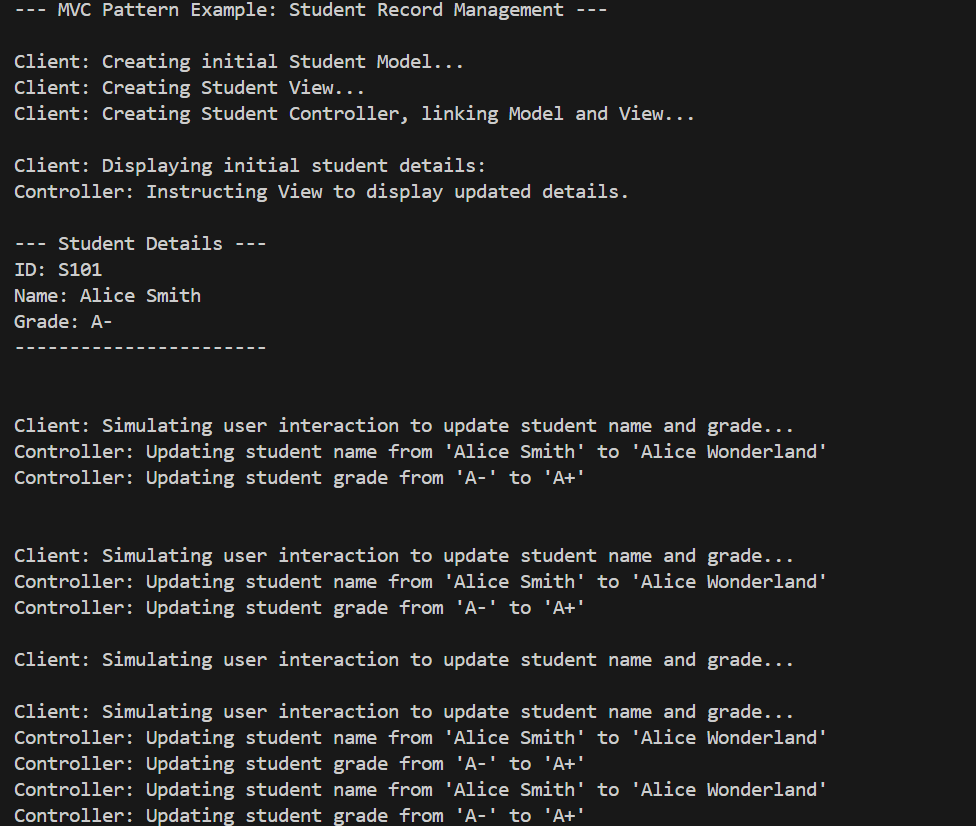 --- MVC Pattern Example: Student Record Management ---
Client: Creating initial Student Model...
Client: Creating Student View...
Client: Creating Student Controller, linking Model and View...
Client: Displaying initial student details:
Controller: Instructing View to display updated details.
--- Student Details ---
ID: S101
Name: Alice Smith
Grade: A-
-----------------------
Client: Simulating user interaction to update student name and grade...
Controller: Updating student name from 'Alice Smith' to 'Alice Wonderland'
Controller: Updating student grade from 'A-' to 'A+'
Client: Simulating user interaction to update student name and grade...
Controller: Updating student name from 'Alice Smith' to 'Alice Wonderland'
Controller: Updating student grade from 'A-' to 'A+'
Client: Simulating user interaction to update student name and grade...
Client: Simulating user interaction to update student name and grade...
Controller: Updating student name from 'Alice Smith' to 'Alice Wonderland'
Controller: Updating student grade from 'A-' to 'A+'
Controller: Updating student name from 'Alice Smith' to 'Alice Wonderland'
Controller: Updating student grade from 'A-' to 'A+'